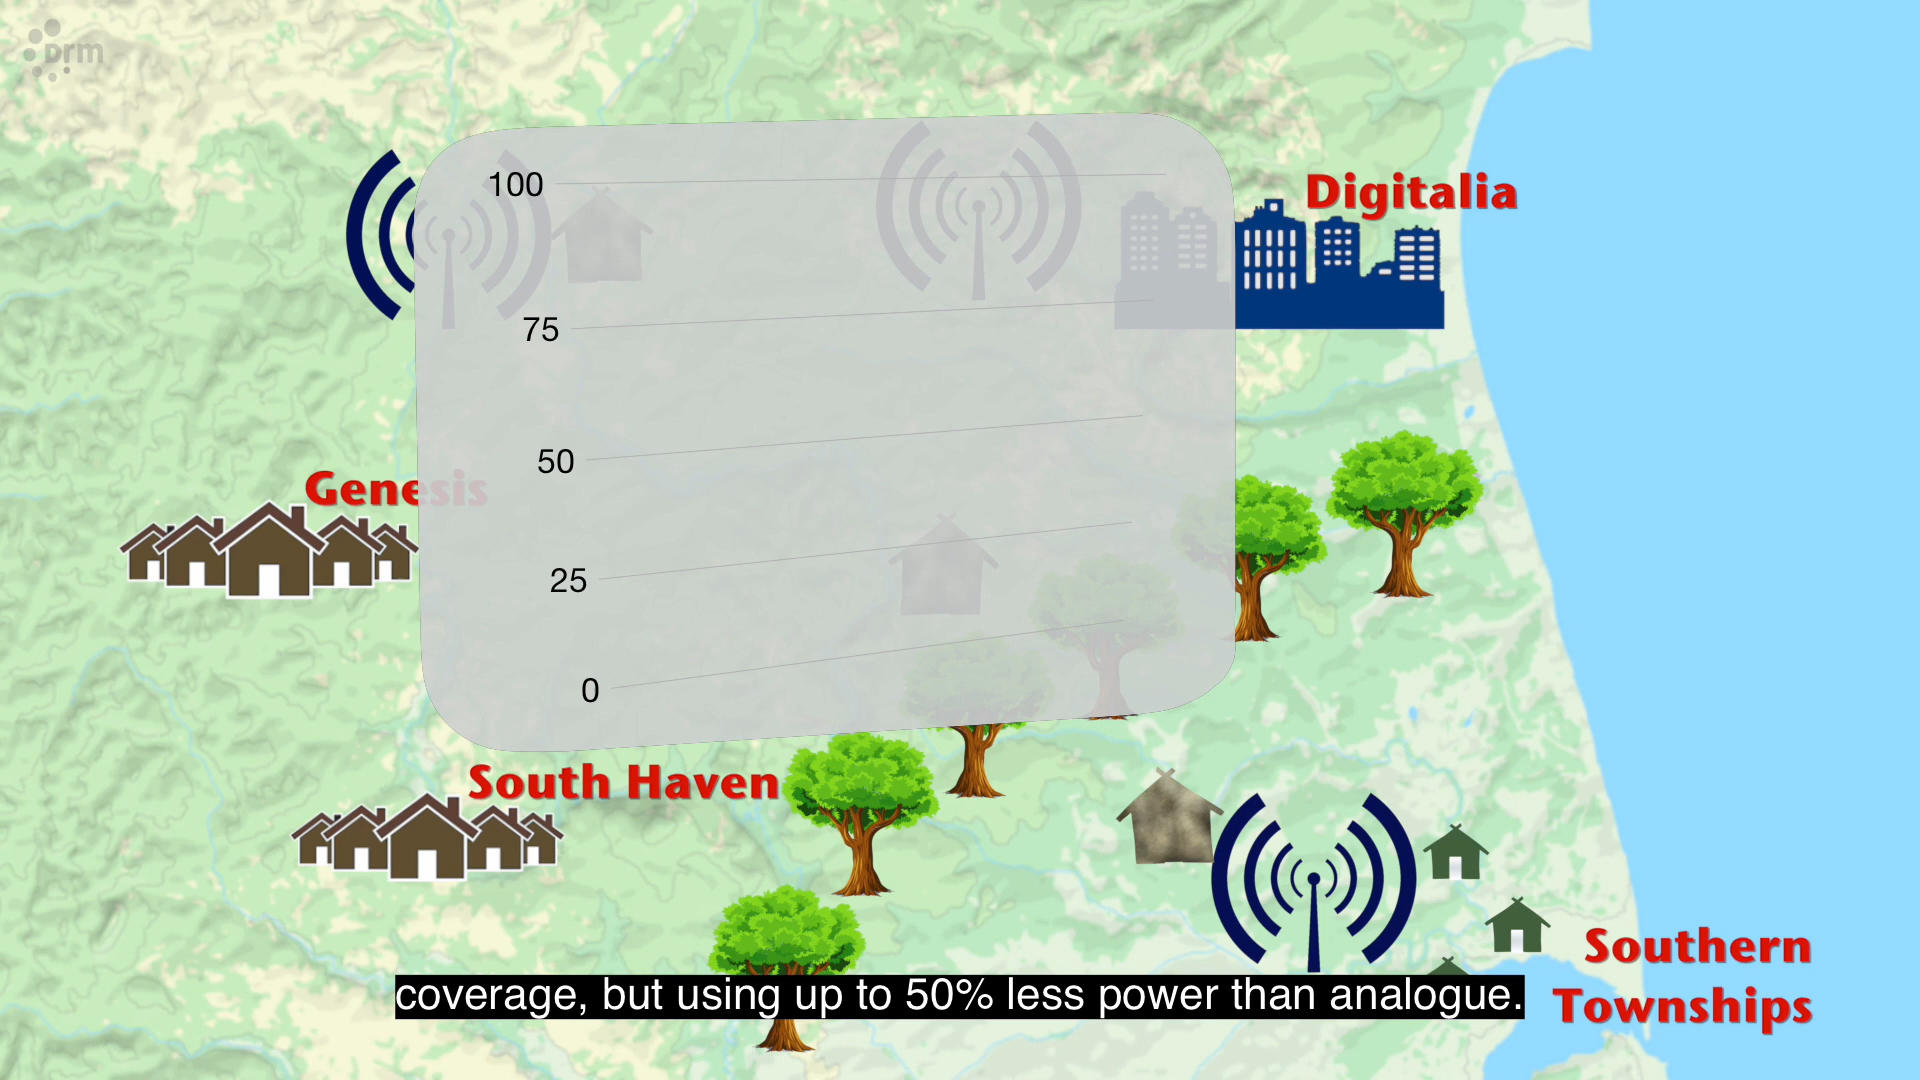 Drm
100
Digitalia
75
50
Genesis
25
0
South Haven
Southern
Townships
coverage, but using up to 50% less power than analogue.